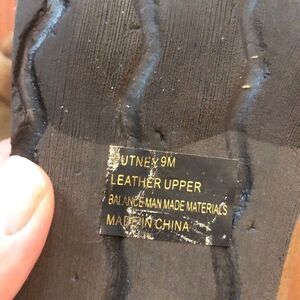 UTNEY 9M
LEATHER UPPER
BALANCE MAN MADE MATERIALS
MADE IN CHINA